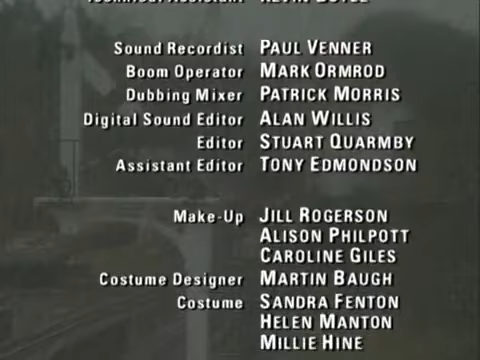 Sound Recordist PAUL VENNER
Boom Operator MARK ORMROD
Dubbing Mixer PATRICK MORRIS
Digital Sound Editor ALAN WILLIS
Editor STUART QUARMBY
Assistant Editor TONY EDMONDSON
Make-Up JILL ROGERSON
ALISON PHILPOTT
CAROLINE GILES
Costume Designer MARTIN BAUGH
Costume SANDRA FENTON
HELEN MANTON
MILLIE HINE